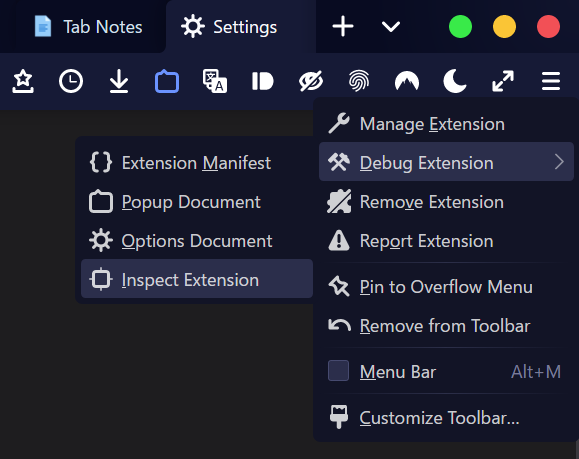 Tab Notes
Settings
Manage Extension
Debug Extension
Remove Extension
Report Extension
Pin to Overflow Menu
Remove from Toolbar
Menu Bar Alt+M
Customize Toolbar...
Extension Manifest
Popup Document
Options Document
Inspect Extension